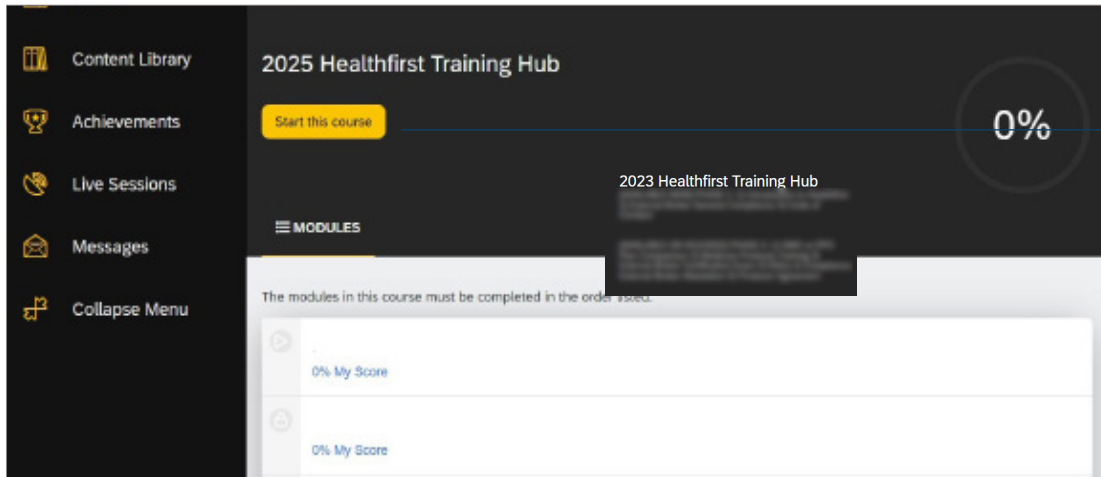 Content Library
Achievements
Live Sessions
Messages
Collapse Menu
2025 Healthfirst Training Hub
Start this course
0%
2023 Healthfirst Training Hub
MODULES
The modules in this course must be completed in the order listed.
0% My Score
0% My Score